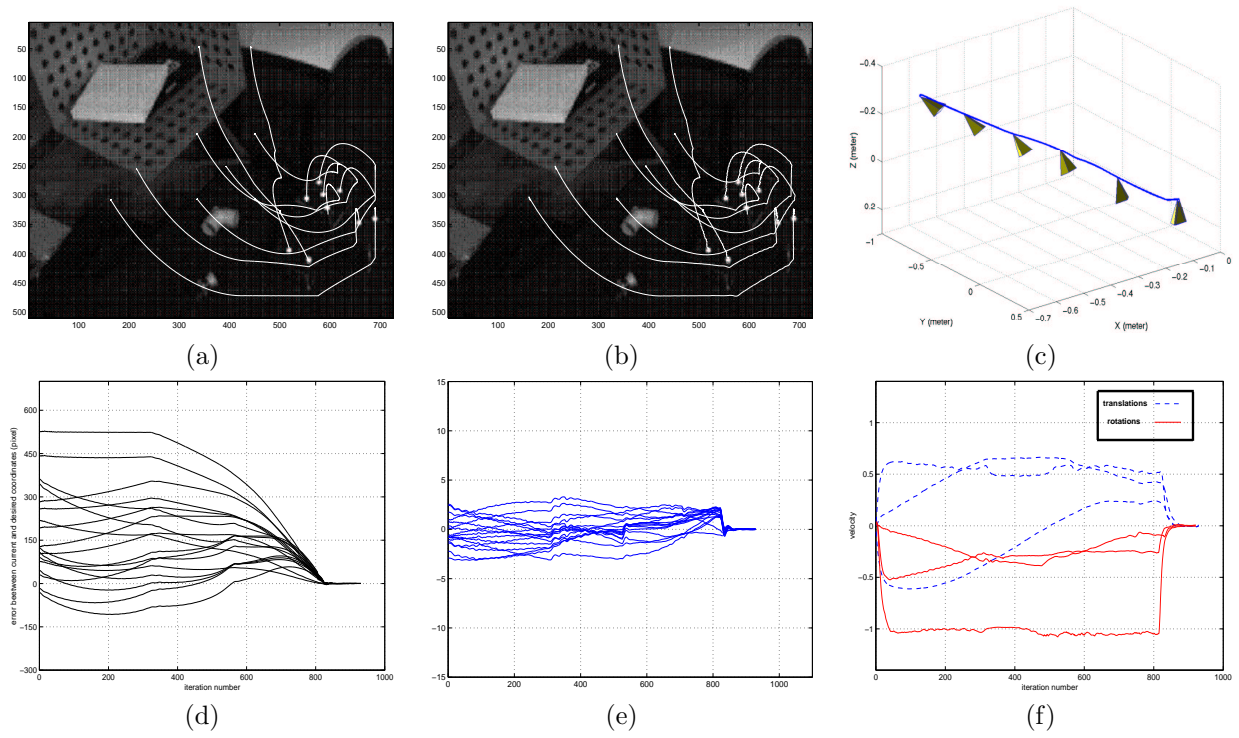 50
100
150
200
250
300
350
400
450
500
100 200 300 400 500 600 700
(a)
50
100
150
200
250
300
350
400
450
500
100 200 300 400 500 600 700
(b)
−0.4
−0.2
0
0.2
Z (meter)
−1
−0.5
0
0.5
Y (meter)
−0.7 −0.6 −0.5 −0.4 −0.3 −0.2 −0.1 0
X (meter)
(c)
600
450
300
150
0
−150
−300
error beetween current and desired coordinates (pixel)
0 200 400 600 800 1000
iteration number
(d)
15
10
5
0
−5
−10
−15
0 200 400 600 800 1000
(e)
translations
rotations
1
0.5
0
−0.5
−1
velocity
0 200 400 600 800 1000
iteration number
(f)